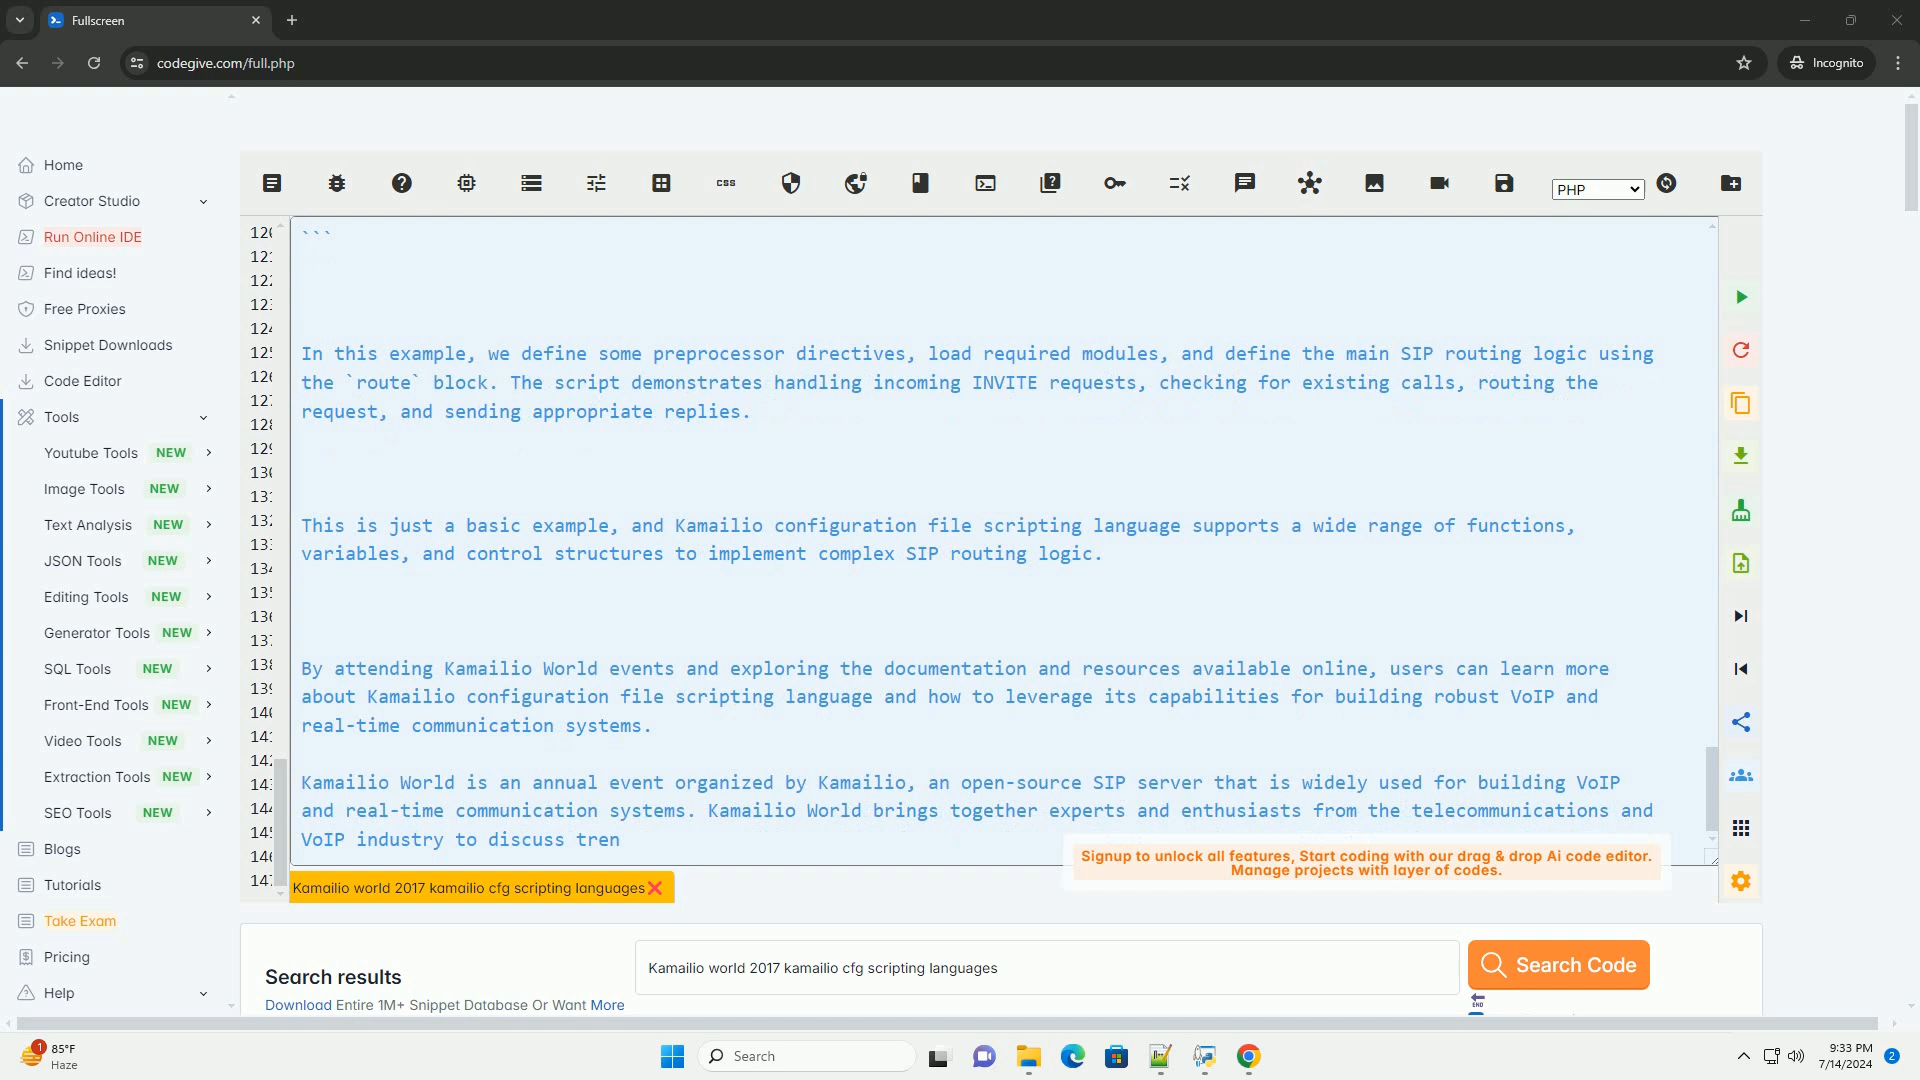 Fullscreen
codegive.com/full.php
Incognito
Home
Creator Studio
Run Online IDE
Find ideas!
Free Proxies
Snippet Downloads
Code Editor
Tools
Youtube Tools NEW
Image Tools NEW
Text Analysis NEW
JSON Tools NEW
Editing Tools NEW
Generator Tools NEW
SQL Tools NEW
Front-End Tools NEW
Video Tools NEW
Extraction Tools NEW
SEO Tools NEW
Blogs
Tutorials
Take Exam
Pricing
Help
css
PHP
```
In this example, we define some preprocessor directives, load required modules, and define the main SIP routing logic using
the `route` block. The script demonstrates handling incoming INVITE requests, checking for existing calls, routing the
request, and sending appropriate replies.
This is just a basic example, and Kamailio configuration file scripting language supports a wide range of functions,
variables, and control structures to implement complex SIP routing logic.
By attending Kamailio World events and exploring the documentation and resources available online, users can learn more
about Kamailio configuration file scripting language and how to leverage its capabilities for building robust VoIP and
real-time communication systems.
Kamailio World is an annual event organized by Kamailio, an open-source SIP server that is widely used for building VoIP
and real-time communication systems. Kamailio World brings together experts and enthusiasts from the telecommunications and
VoIP industry to discuss tren
Signup to unlock all features, Start coding with our drag & drop Ai code editor.
Manage projects with layer of codes.
Kamailio world 2017 kamailio cfg scripting languages
Search results
Kamailio world 2017 kamailio cfg scripting languages
Search Code
Download Entire 1M+ Snippet Database Or Want More
END
1
85°F
Haze
Search
9:33 PM
7/14/2024
2